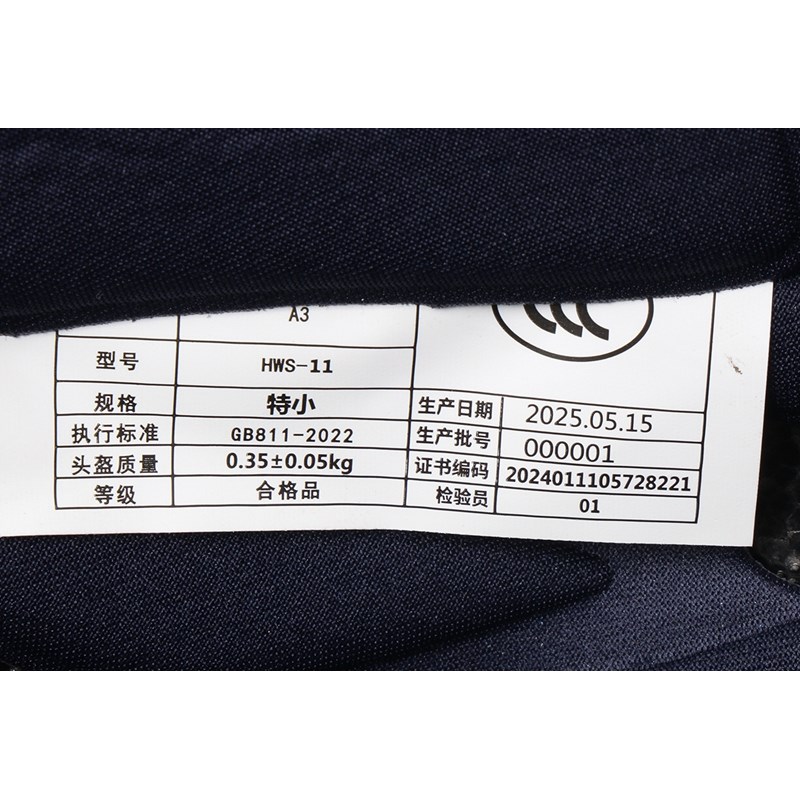 A3
型号 HWS-11
规格 特小
执行标准 GB811-2022
头盔质量 0.35±0.05kg
等级 合格品
生产日期 2025.05.15
生产批号 000001
证书编码 2024011105728221
检验员 01